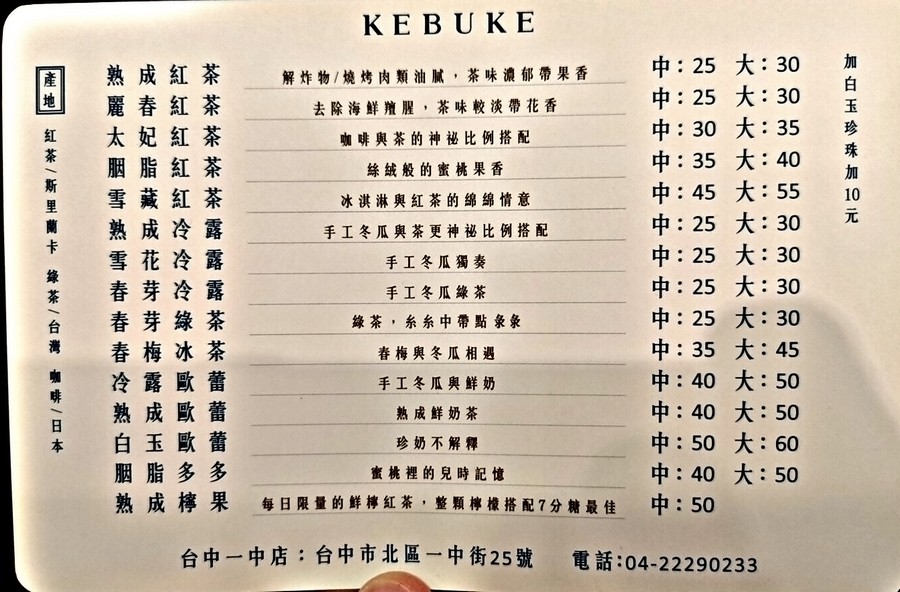 KEBUKE
產地
紅茶/斯里蘭卡 綠茶/台灣 咖啡/日本
熟成紅茶 解炸物/燒烤肉類油膩,茶味濃郁帶果香 中:25 大:30
麗春紅茶 去除海鮮羶腥,茶味較淡帶花香 中:25 大:30
太妃紅茶 咖啡與茶的神祕比例搭配 中:30 大:35
胭脂紅茶 絲絨般的蜜桃果香 中:35 大:40
雪藏紅茶 冰淇淋與紅茶的綿綿情意 中:45 大:55
熟成冷露 手工冬瓜與茶更神祕比例搭配 中:25 大:30
雪花冷露 手工冬瓜獨奏 中:25 大:30
春芽冷露 手工冬瓜綠茶 中:25 大:30
春芽綠茶 綠茶,糸糸中帶點彖彖 中:25 大:30
春梅冰茶 春梅與冬瓜相遇 中:35 大:45
冷露歐蕾 手工冬瓜與鮮奶 中:40 大:50
熟成歐蕾 熟成鮮奶茶 中:40 大:50
白玉歐蕾 珍奶不解釋 中:50 大:60
胭脂多多 蜜桃裡的兒時記憶 中:40 大:50
熟成檸果 每日限量的鮮檸紅茶,整顆檸檬搭配7分糖最佳 中:50
加白玉珍珠加10元
台中一中店:台中市北區一中街25號 電話:04-22290233